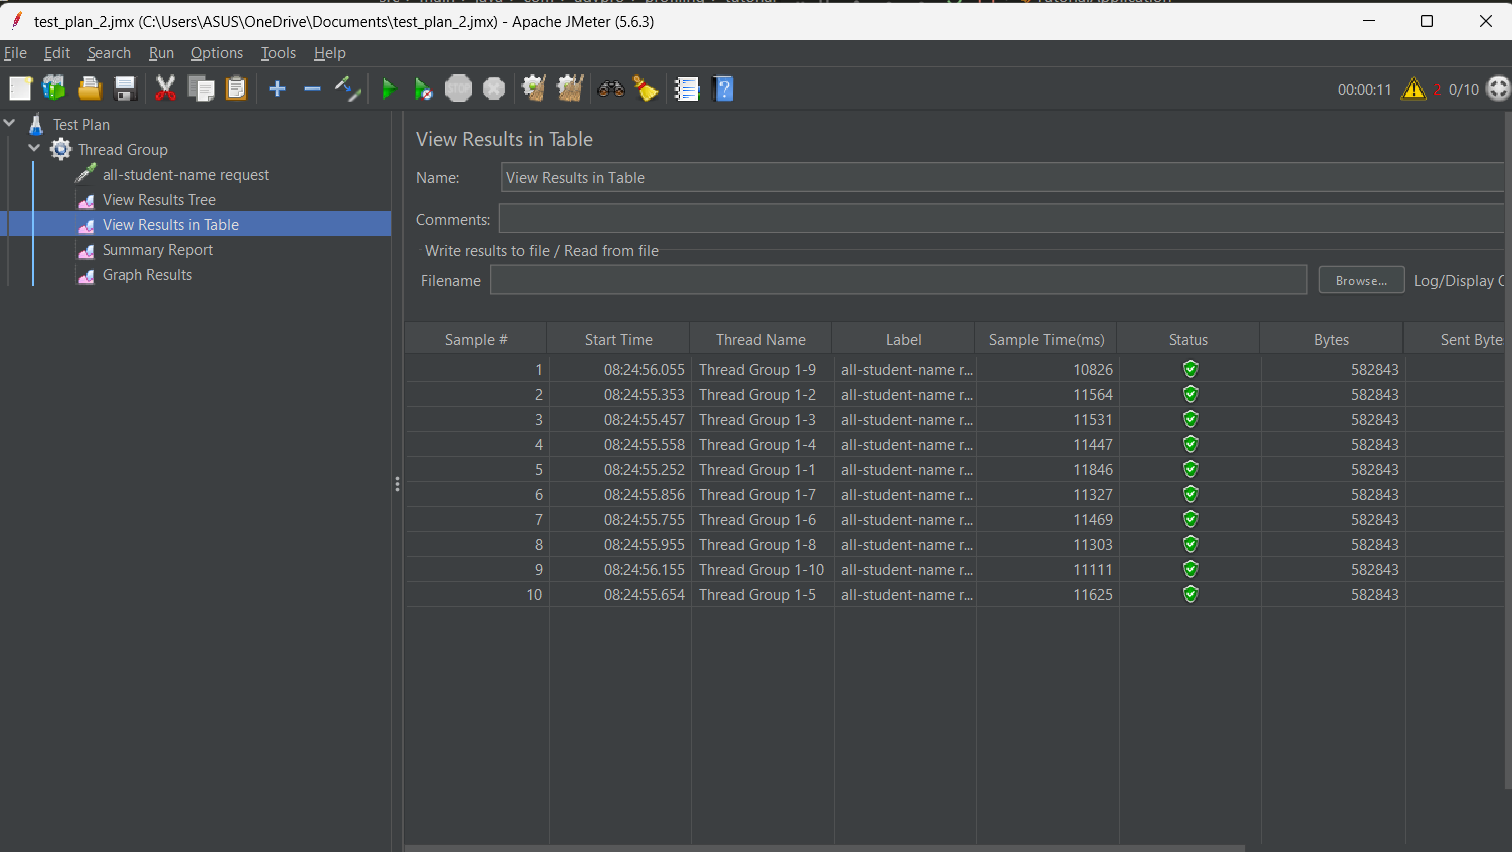 test_plan_2.jmx (C:\Users\ASUS\OneDrive\Documents\test_plan_2.jmx) - Apache JMeter (5.6.3)
File Edit Search Run Options Tools Help
STOP 00:00:11 2 0/10
Test Plan
Thread Group
all-student-name request
View Results Tree
View Results in Table
Summary Report
Graph Results
View Results in Table
Name: View Results in Table
Comments:
Write results to file / Read from file
Filename Browse... Log/Display
Sample # Start Time Thread Name Label Sample Time(ms) Status Bytes Sent Byte
1 08:24:56.055 Thread Group 1-9 all-student-name r... 10826 582843
2 08:24:55.353 Thread Group 1-2 all-student-name r... 11564 582843
3 08:24:55.457 Thread Group 1-3 all-student-name r... 11531 582843
4 08:24:55.558 Thread Group 1-4 all-student-name r... 11447 582843
5 08:24:55.252 Thread Group 1-1 all-student-name r... 11846 582843
6 08:24:55.856 Thread Group 1-7 all-student-name r... 11327 582843
7 08:24:55.755 Thread Group 1-6 all-student-name r... 11469 582843
8 08:24:55.955 Thread Group 1-8 all-student-name r... 11303 582843
9 08:24:56.155 Thread Group 1-10 all-student-name r... 11111 582843
10 08:24:55.654 Thread Group 1-5 all-student-name r... 11625 582843